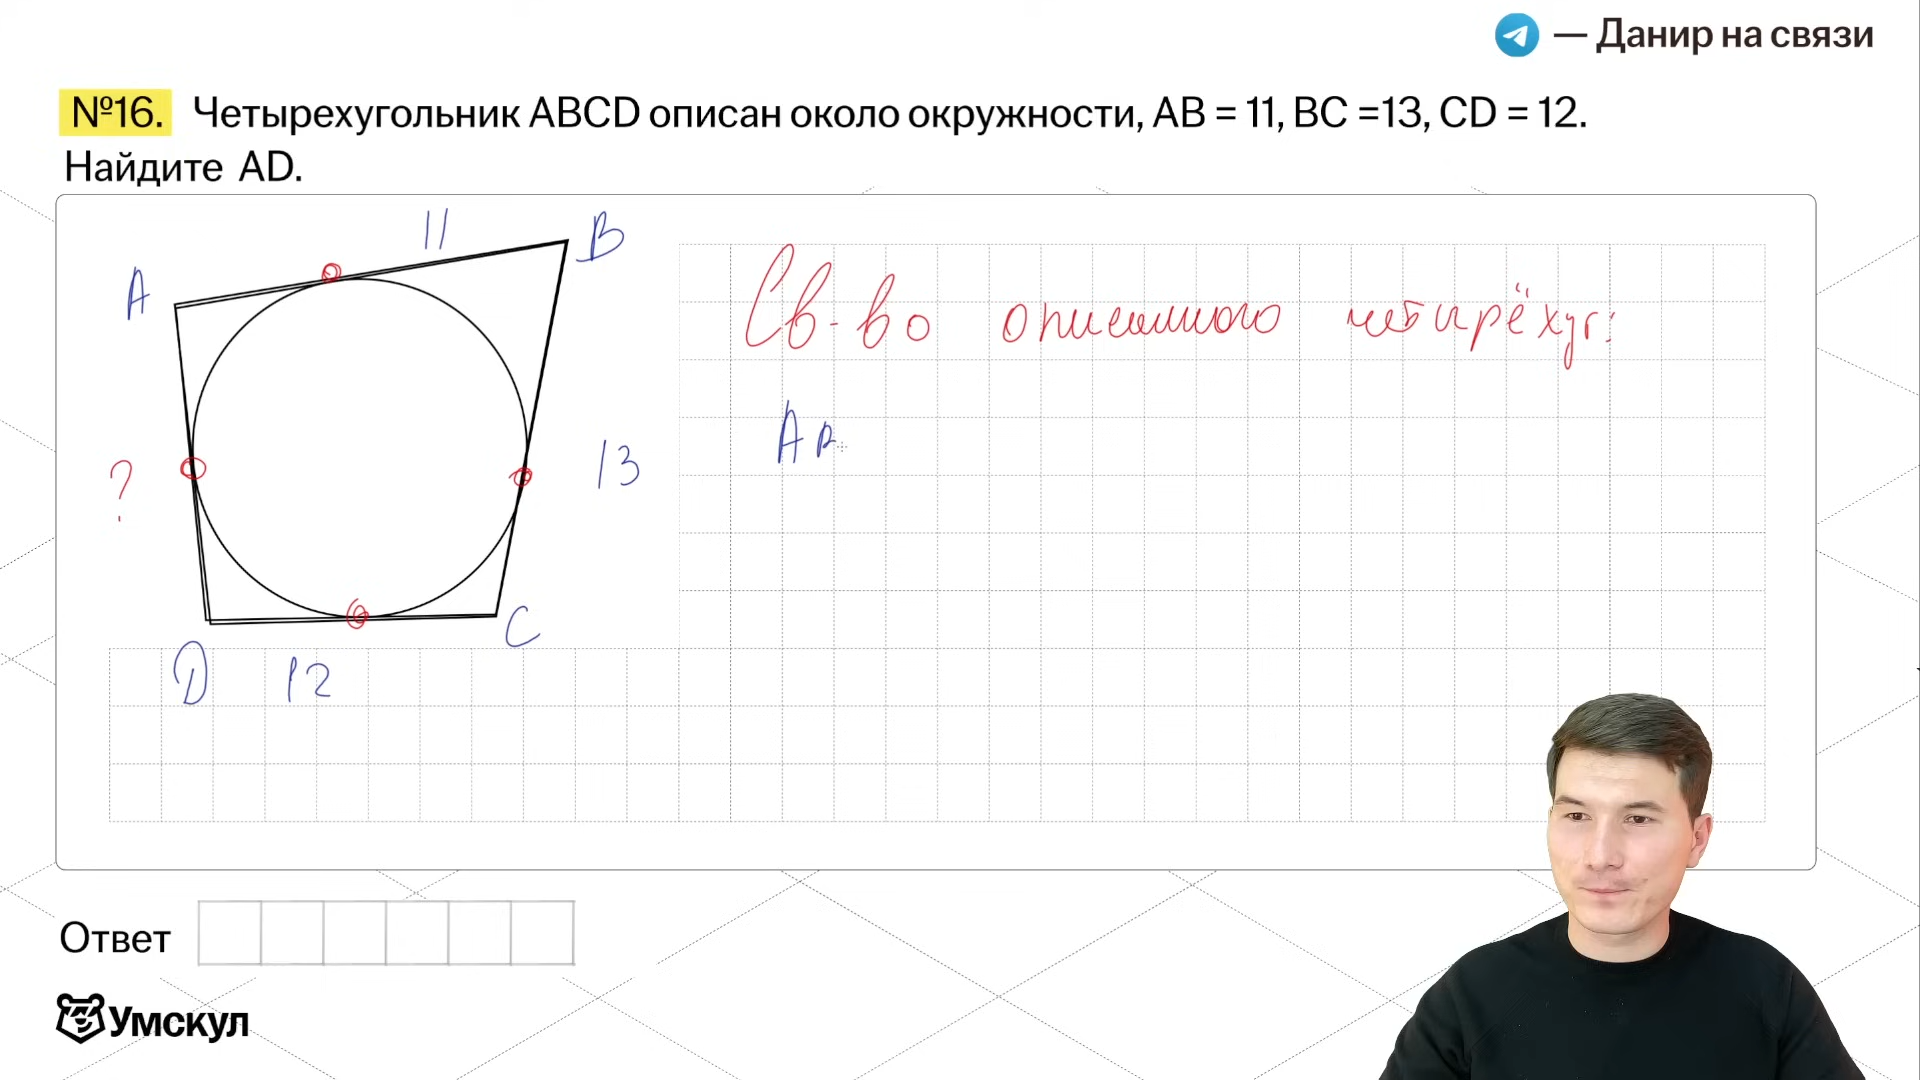 — Данир на связи
№16. Четырехугольник ABCD описан около окружности, AB = 11, BC =13, CD = 12.
Найдите AD.
11
B
A
Св-во описанного четырёхуг:
A
?
13
C
D 12
Ответ
Умскул